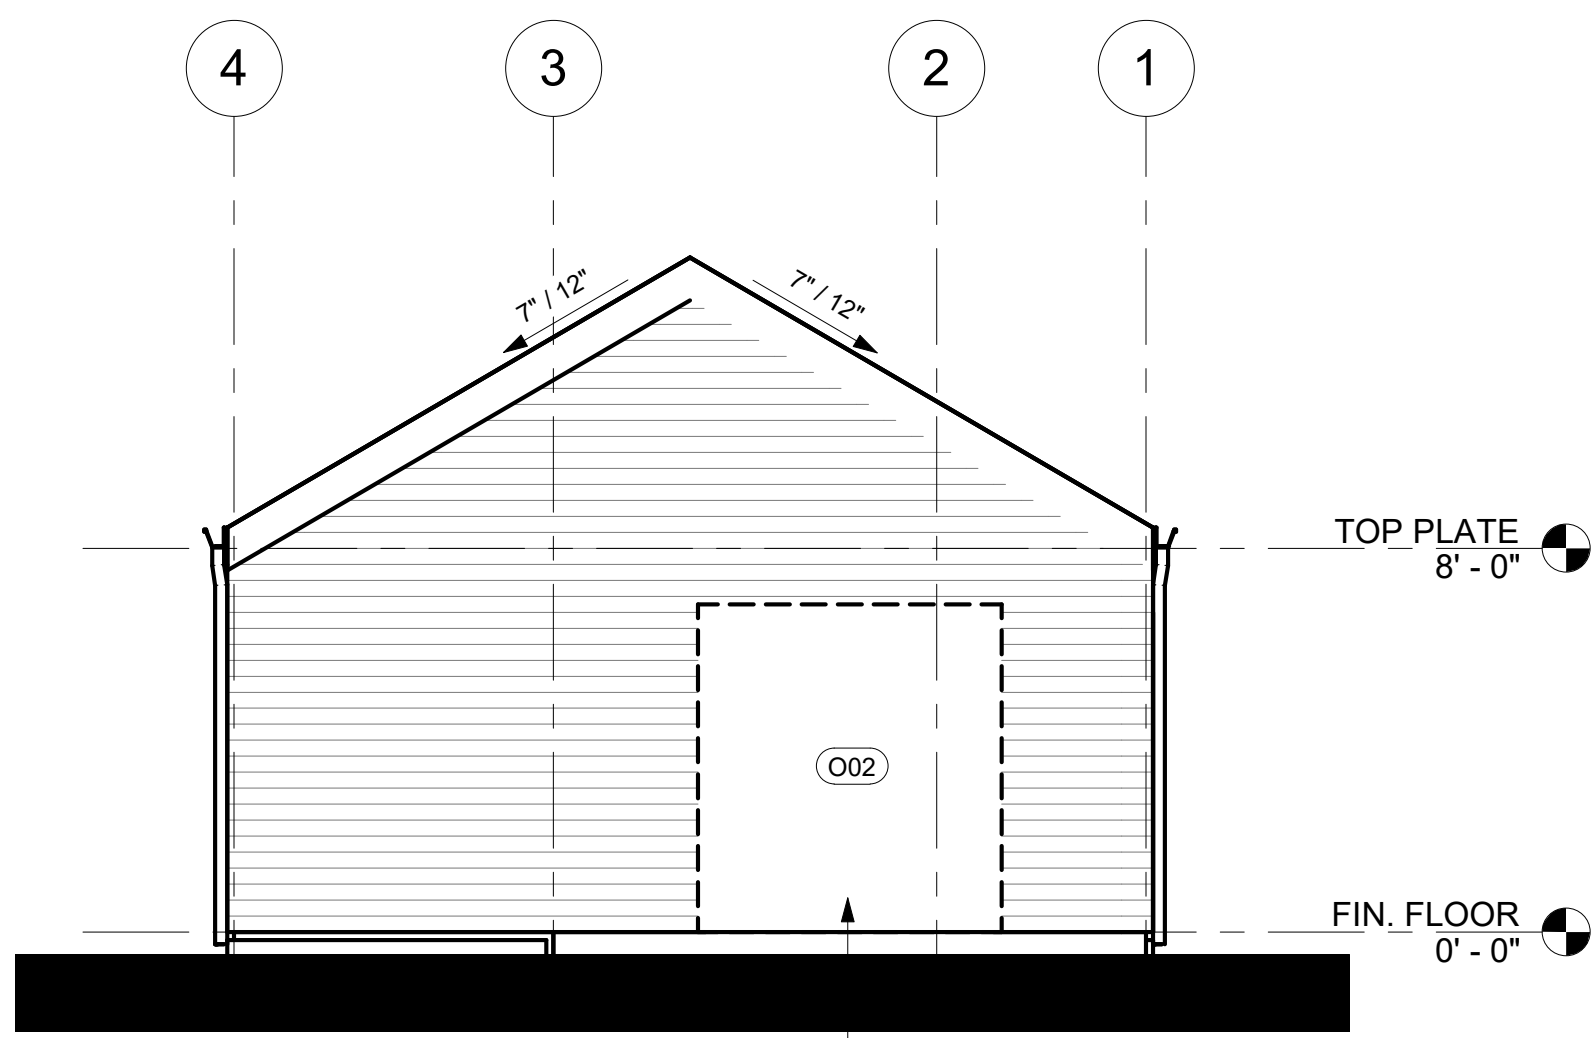 4
3
2
1
7" / 12"
7" / 12"
TOP PLATE
8' - 0"
O02
FIN. FLOOR
0' - 0"